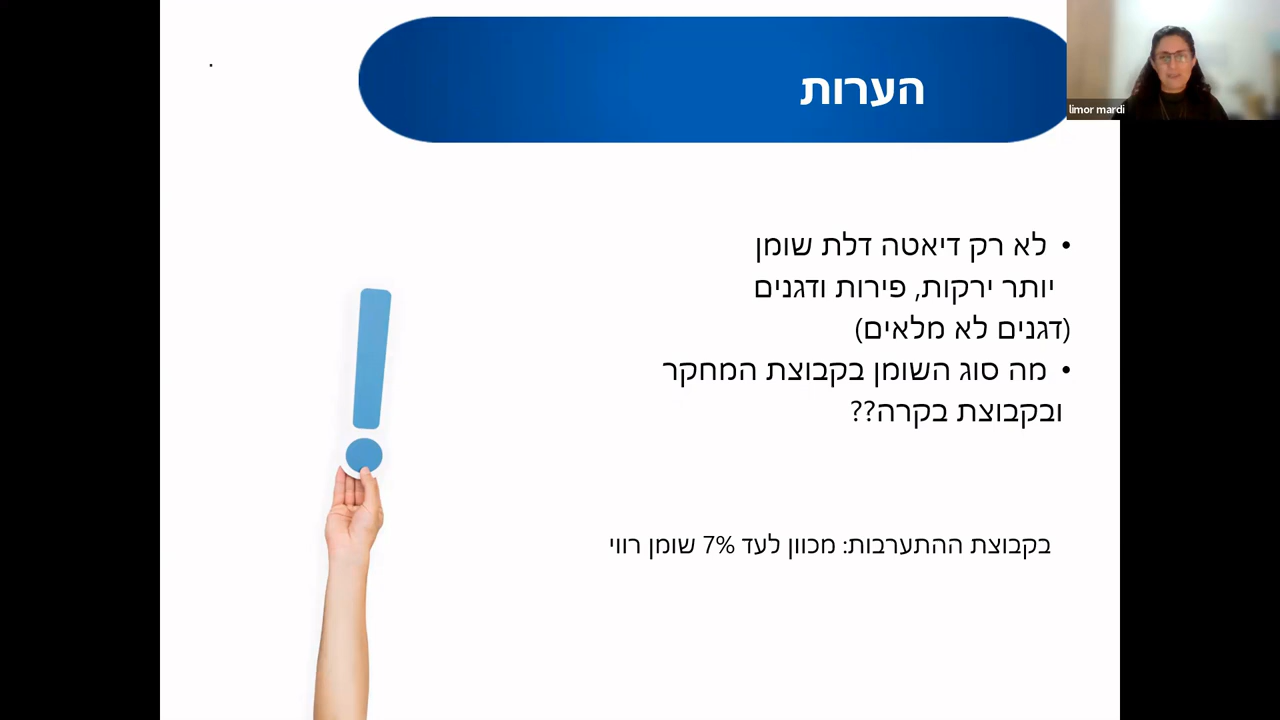 הערות
limor mardi
• לא רק דיאטה דלת שומן
יותר ירקות, פירות ודגנים
(דגנים לא מלאים)
• מה סוג השומן בקבוצת המחקר
ובקבוצת בקרה??
בקבוצת ההתערבות: מכוון לעד 7% שומן רווי